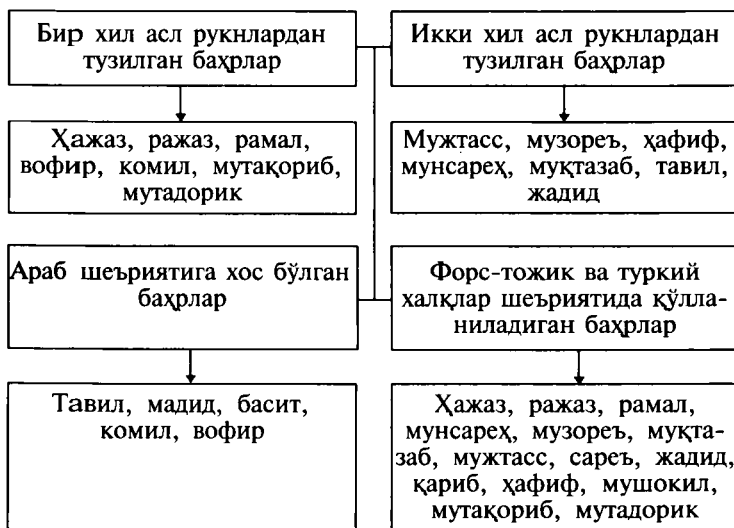 Бир хил асл рукнлардан
тузилган баҳрлар
Икки хил асл рукнлардан
тузилган баҳрлар
Ҳажаз, ражаз, рамал,
вофир, комил, мутақориб,
мутадорик
Мужтасс, музореъ, ҳафиф,
мунсареҳ, муқтазаб, тавил,
жадид
Араб шеъриятига хос бўлган
баҳрлар
Форс-тожик ва туркий
халқлар шеъриятида қўлла-
ниладиган баҳрлар
Тавил, мадид, басит,
комил, вофир
Ҳажаз, ражаз, рамал,
мунсареҳ, музореъ, муқта-
заб, мужтасс, сареъ, жадид,
қариб, ҳафиф, мушокил,
мутақориб, мутадорик